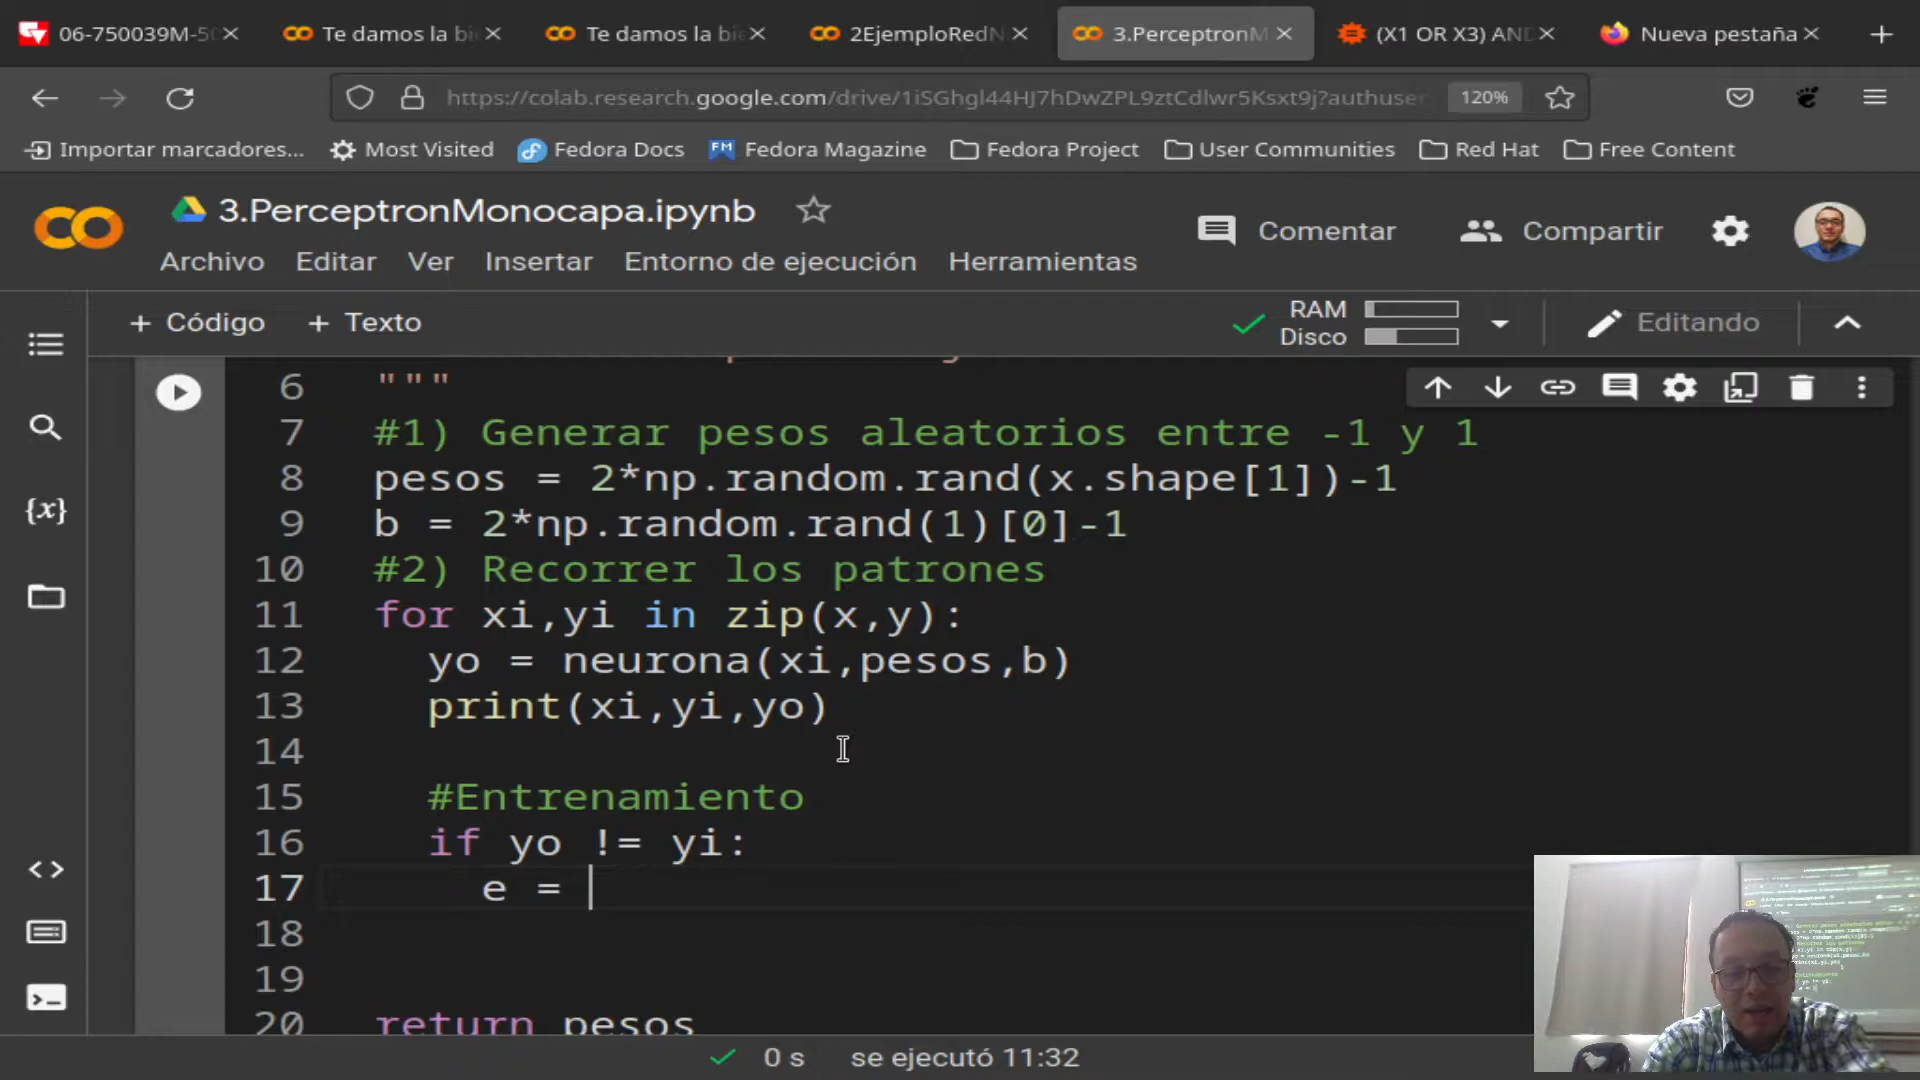 06-750039M-50
Te damos la bie
Te damos la bie
2EjemploRedN
3.PerceptronM
(X1 OR X3) AND
Nueva pestaña
https://colab.research.google.com/drive/1iSGhgl44HJ7hDwZPL9ztCdlwr5Ksxt9j?authuser
120%
Importar marcadores...
Most Visited
Fedora Docs
FM
Fedora Magazine
Fedora Project
User Communities
Red Hat
Free Content
3.PerceptronMonocapa.ipynb
Comentar
Compartir
Archivo
Editar
Ver
Insertar
Entorno de ejecución
Herramientas
+ Código
+ Texto
RAM
Disco
Editando
6 """
7 #1) Generar pesos aleatorios entre -1 y 1
8 pesos = 2*np.random.rand(x.shape[1])-1
9 b = 2*np.random.rand(1)[0]-1
10 #2) Recorrer los patrones
11 for xi,yi in zip(x,y):
12 yo = neurona(xi,pesos,b)
13 print(xi,yi,yo)
14
15 #Entrenamiento
16 if yo != yi:
17 e =
18
19
20 return pesos
{x}
0 s se ejecutó 11:32